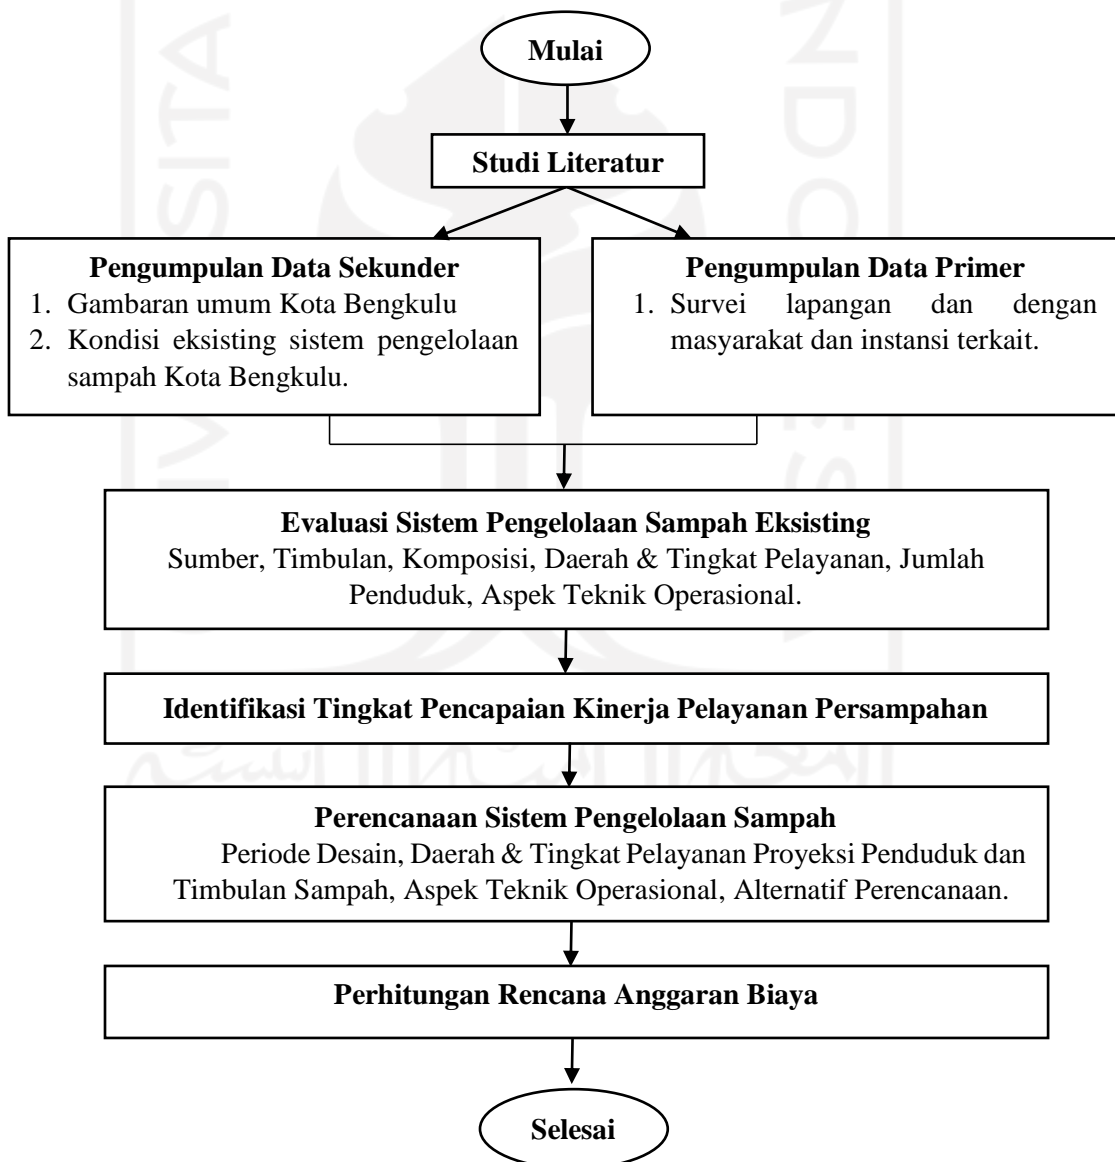 Mulai
Studi Literatur
Pengumpulan Data Sekunder
1. Gambaran umum Kota Bengkulu
2. Kondisi eksisting sistem pengelolaan
sampah Kota Bengkulu.
Pengumpulan Data Primer
1. Survei lapangan dan dengan
masyarakat dan instansi terkait.
Evaluasi Sistem Pengelolaan Sampah Eksisting
Sumber, Timbulan, Komposisi, Daerah & Tingkat Pelayanan, Jumlah
Penduduk, Aspek Teknik Operasional.
Identifikasi Tingkat Pencapaian Kinerja Pelayanan Persampahan
Perencanaan Sistem Pengelolaan Sampah
Periode Desain, Daerah & Tingkat Pelayanan Proyeksi Penduduk dan
Timbulan Sampah, Aspek Teknik Operasional, Alternatif Perencanaan.
Perhitungan Rencana Anggaran Biaya
Selesai